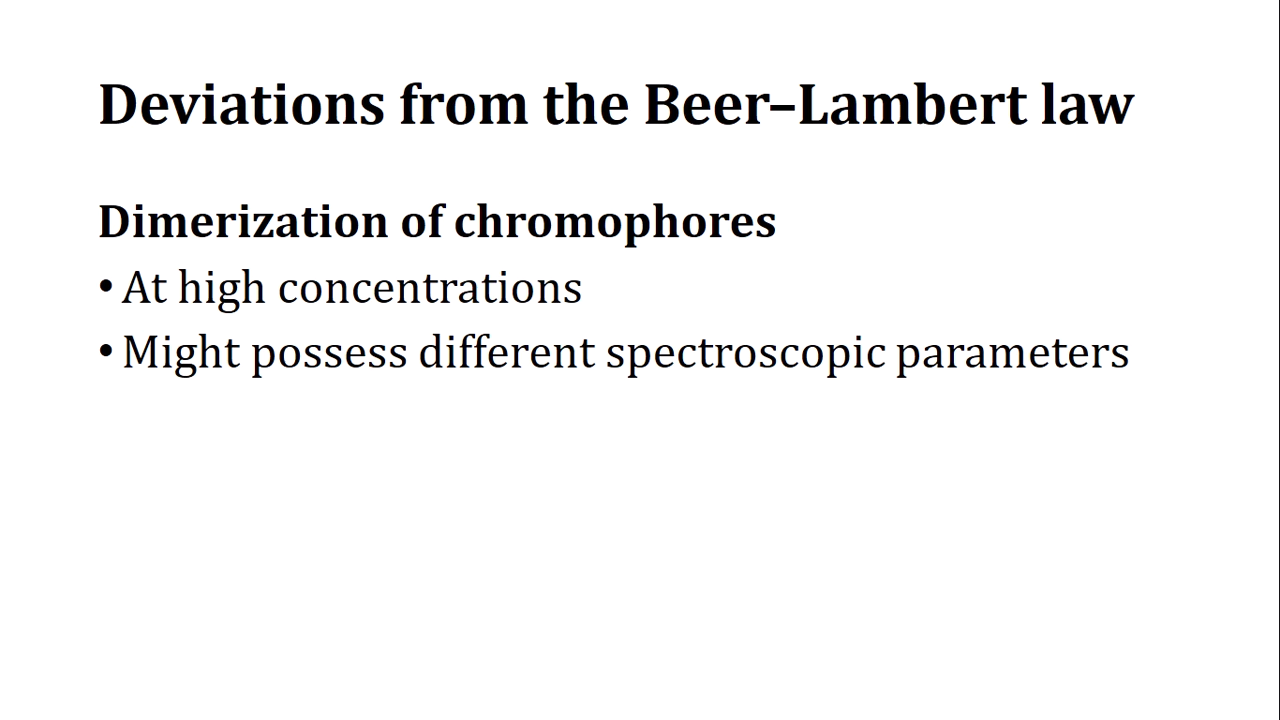 Deviations from the Beer–Lambert law
Dimerization of chromophores
• At high concentrations
• Might possess different spectroscopic parameters